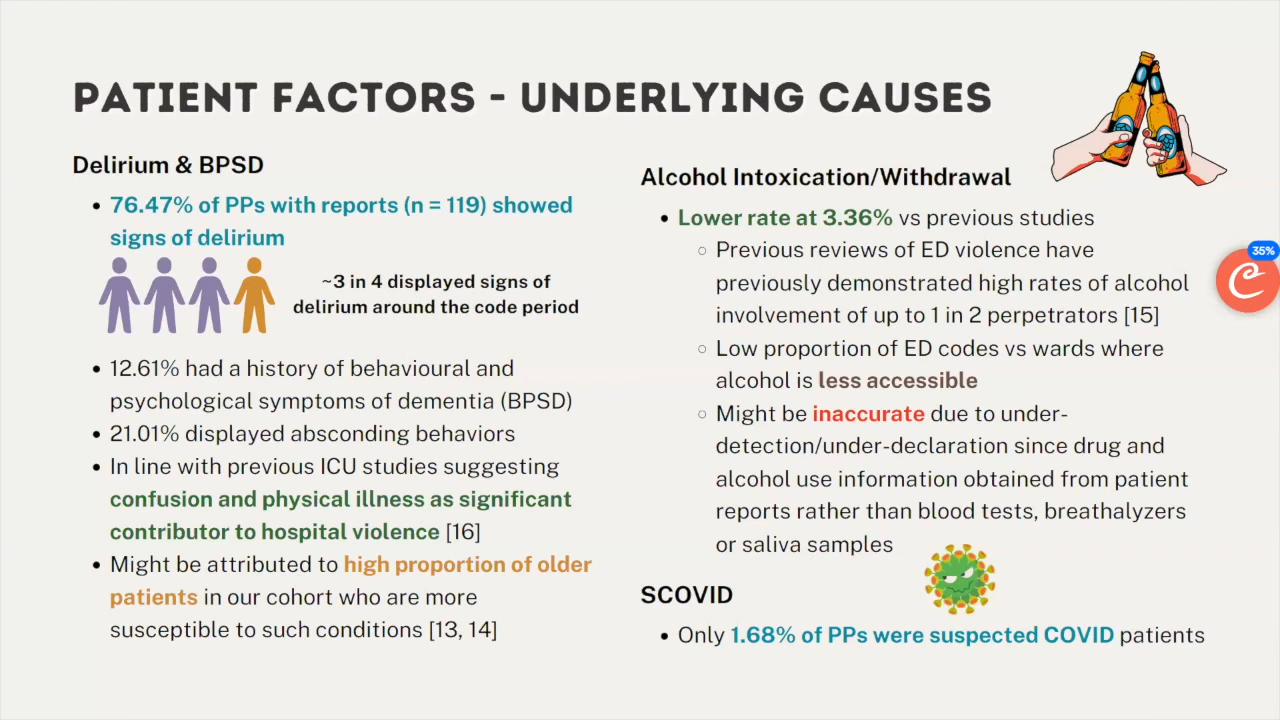 PATIENT FACTORS - UNDERLYING CAUSES
Delirium & BPSD
• 76.47% of PPs with reports (n = 119) showed
signs of delirium
~3 in 4 displayed signs of
delirium around the code period
• 12.61% had a history of behavioural and
psychological symptoms of dementia (BPSD)
• 21.01% displayed absconding behaviors
• In line with previous ICU studies suggesting
confusion and physical illness as significant
contributor to hospital violence [16]
• Might be attributed to high proportion of older
patients in our cohort who are more
susceptible to such conditions [13, 14]
Alcohol Intoxication/Withdrawal
• Lower rate at 3.36% vs previous studies
○ Previous reviews of ED violence have
previously demonstrated high rates of alcohol
involvement of up to 1 in 2 perpetrators [15]
○ Low proportion of ED codes vs wards where
alcohol is less accessible
○ Might be inaccurate due to under-
detection/under-declaration since drug and
alcohol use information obtained from patient
reports rather than blood tests, breathalyzers
or saliva samples
SCOVID
• Only 1.68% of PPs were suspected COVID patients
35%